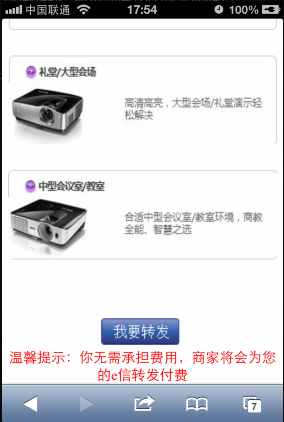 中国联通 17:54 100%
礼堂/大型会场
高清高亮，大型会场/礼堂演示轻
松解决
中型会议室/教室
合适中型会议室/教室环境，商教
全能、智慧之选
我要转发
温馨提示：你无需承担费用，商家将会为您
的e信转发付费
7